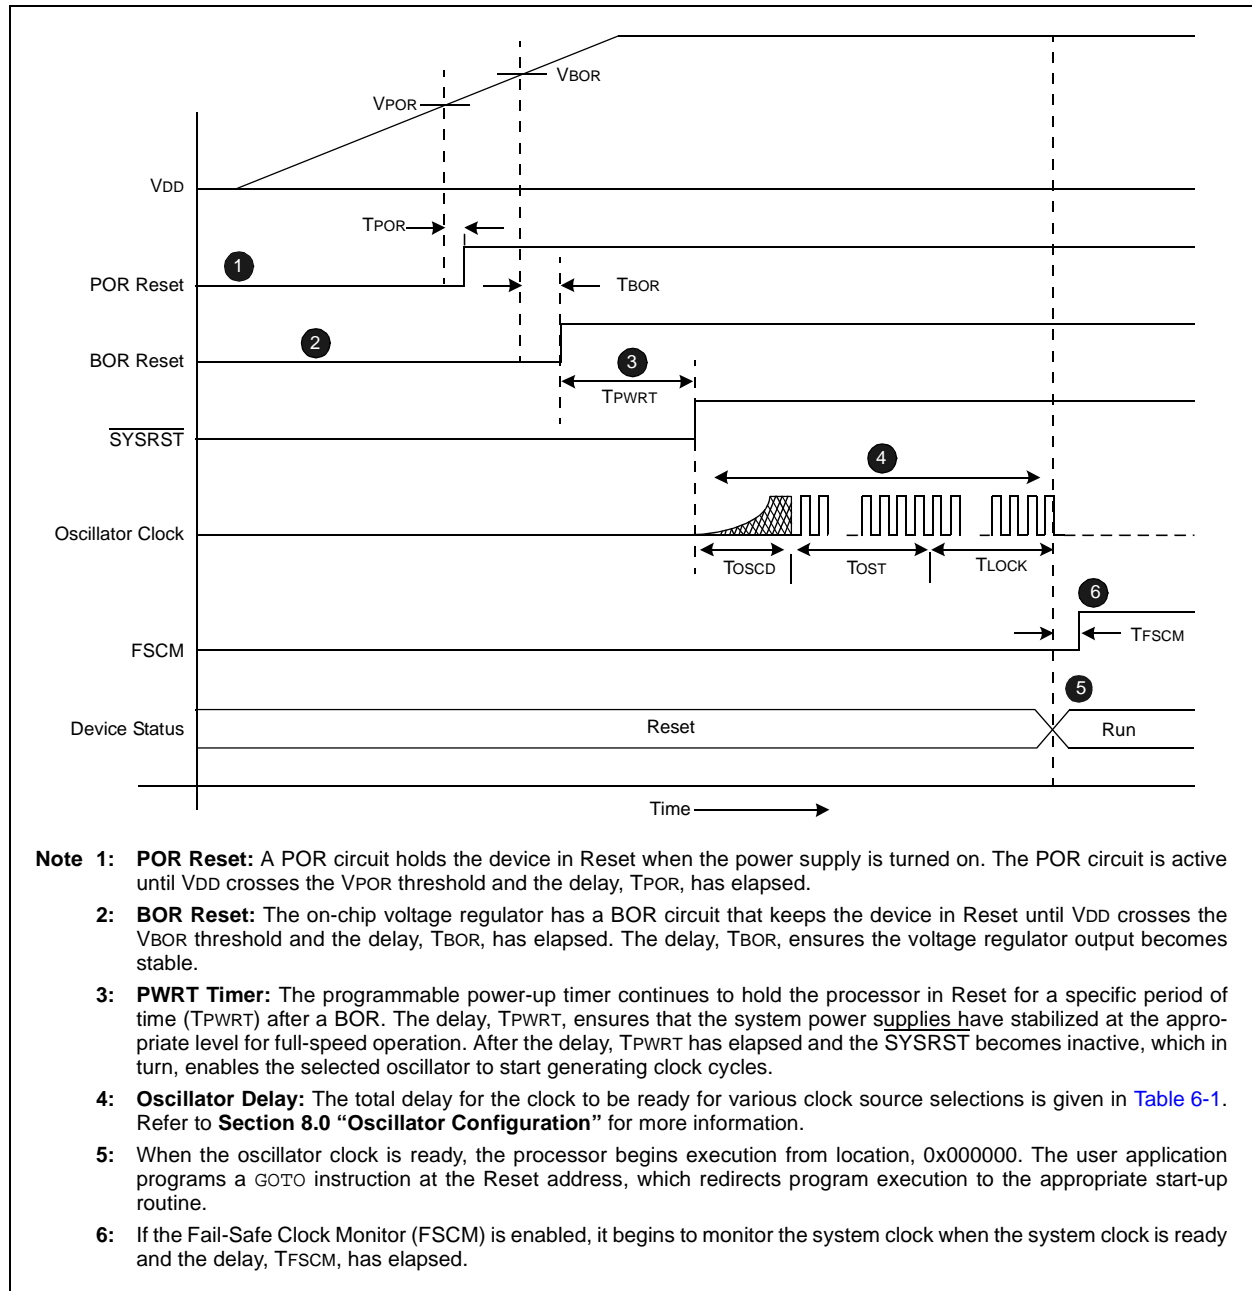 VBOR
VPOR
VDD
TPOR
1
POR Reset
TBOR
2
BOR Reset
3
TPWRT
SYSRST
4
Oscillator Clock
TOSCD
TOST
TLOCK
6
TFSCM
FSCM
5
Device Status
Reset
Run
Time
Note 1: POR Reset: A POR circuit holds the device in Reset when the power supply is turned on. The POR circuit is active
until VDD crosses the VPOR threshold and the delay, TPOR, has elapsed.
2: BOR Reset: The on-chip voltage regulator has a BOR circuit that keeps the device in Reset until VDD crosses the
VBOR threshold and the delay, TBOR, has elapsed. The delay, TBOR, ensures the voltage regulator output becomes
stable.
3: PWRT Timer: The programmable power-up timer continues to hold the processor in Reset for a specific period of
time (TPWRT) after a BOR. The delay, TPWRT, ensures that the system power supplies have stabilized at the appro-
priate level for full-speed operation. After the delay, TPWRT has elapsed and the SYSRST becomes inactive, which in
turn, enables the selected oscillator to start generating clock cycles.
4: Oscillator Delay: The total delay for the clock to be ready for various clock source selections is given in Table 6-1.
Refer to Section 8.0 “Oscillator Configuration” for more information.
5: When the oscillator clock is ready, the processor begins execution from location, 0x000000. The user application
programs a GOTO instruction at the Reset address, which redirects program execution to the appropriate start-up
routine.
6: If the Fail-Safe Clock Monitor (FSCM) is enabled, it begins to monitor the system clock when the system clock is ready
and the delay, TFSCM, has elapsed.